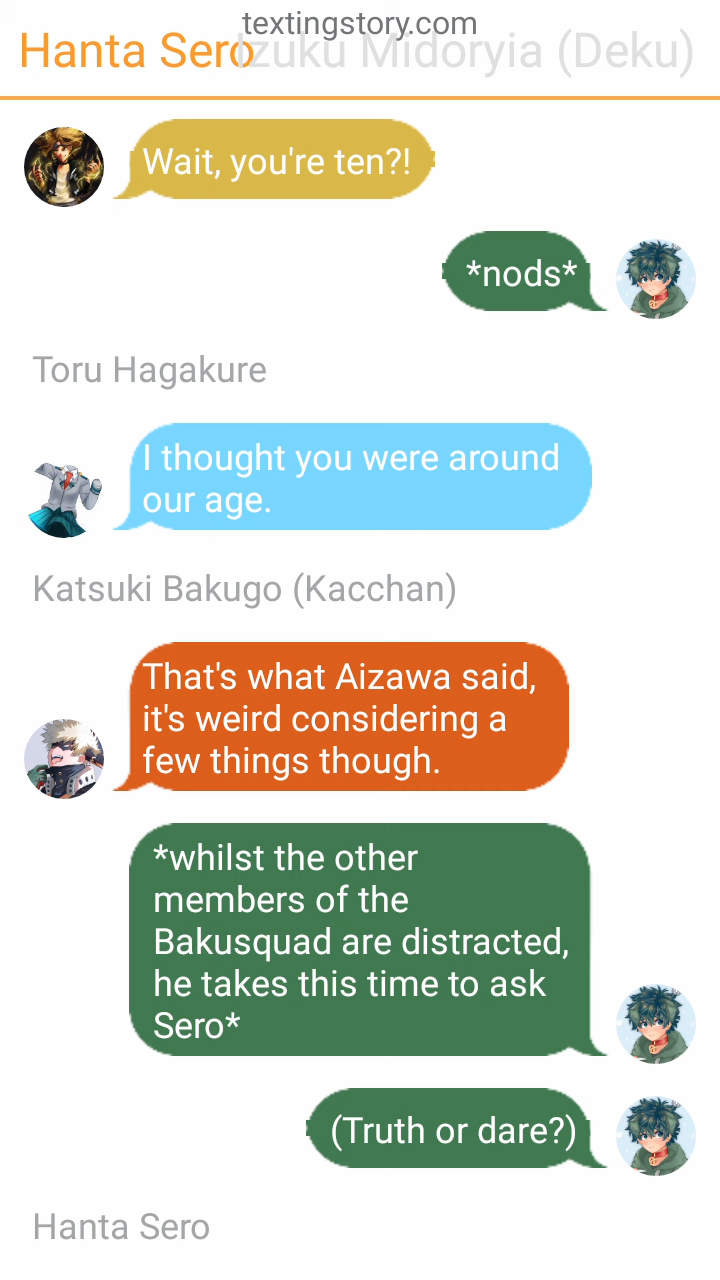 textingstory.com
Hanta Sero Izuku Midoryia (Deku)
Wait, you're ten?!
*nods*
Toru Hagakure
I thought you were around
our age.
Katsuki Bakugo (Kacchan)
That's what Aizawa said,
it's weird considering a
few things though.
*whilst the other
members of the
Bakusquad are distracted,
he takes this time to ask
Sero*
(Truth or dare?)
Hanta Sero